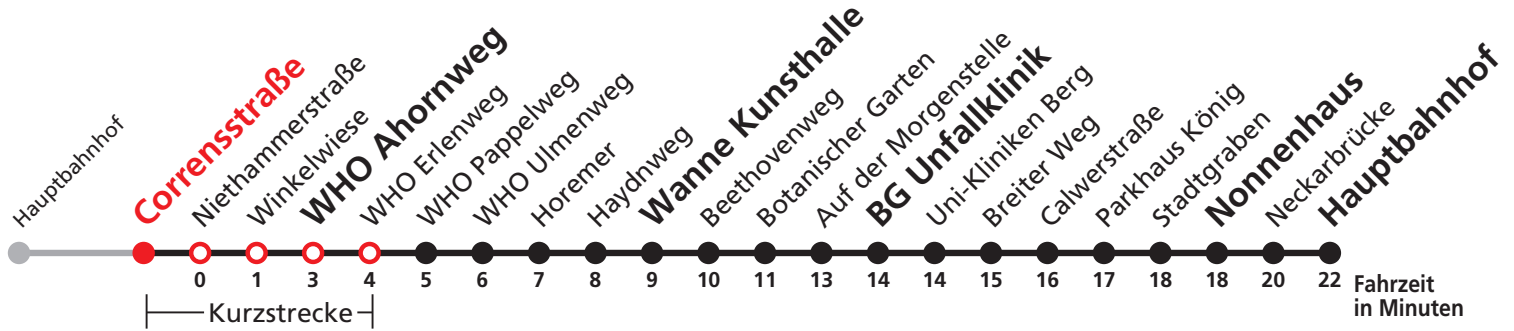 Hauptbahnhof
Corrensstraße
Niethammerstraße
Winkelwiese
WHO Ahornweg
WHO Erlenweg
WHO Pappelweg
WHO Ulmenweg
Horemer
Haydnweg
Wanne Kunsthalle
Beethovenweg
Botanischer Garten
Auf der Morgenstelle
BG Unfallklinik
Uni-Kliniken Berg
Breiter Weg
Calwerstraße
Parkhaus König
Stadtgraben
Nonnenhaus
Neckarbrücke
Hauptbahnhof
0 1 3 4 5 6 7 8 9 10 11 13 14 14 15 16 17 18 18 20 22
Fahrzeit
in Minuten
Kurzstrecke